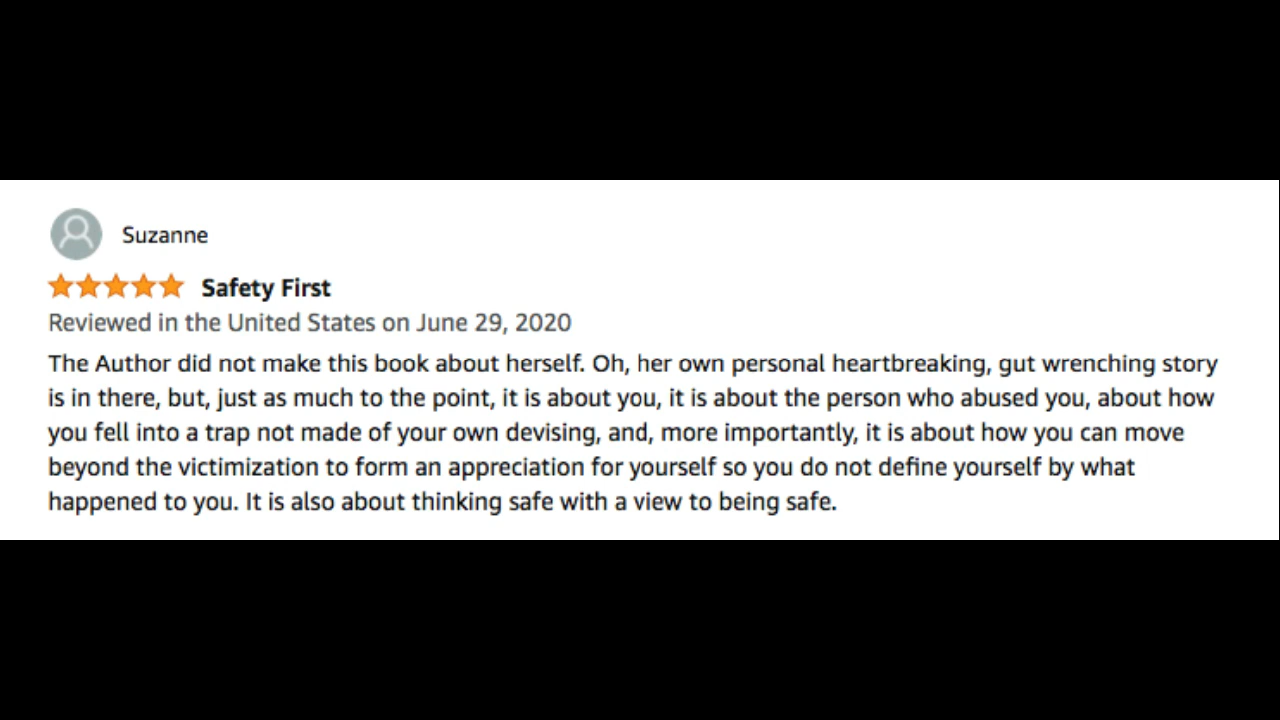 Suzanne
Safety First
Reviewed in the United States on June 29, 2020
The Author did not make this book about herself. Oh, her own personal heartbreaking, gut wrenching story
is in there, but, just as much to the point, it is about you, it is about the person who abused you, about how
you fell into a trap not made of your own devising, and, more importantly, it is about how you can move
beyond the victimization to form an appreciation for yourself so you do not define yourself by what
happened to you. It is also about thinking safe with a view to being safe.